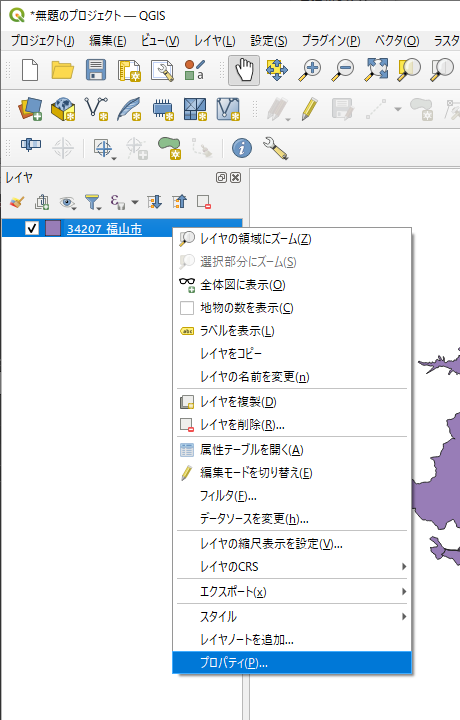 *無題のプロジェクト — QGIS
プロジェクト(J) 編集(E) ビュー(V) レイヤ(L) 設定(S) プラグイン(P) ベクタ(O) ラスタ
レイヤ
34207 福山市
レイヤの領域にズーム(Z)
選択部分にズーム(S)
全体図に表示(O)
地物の数を表示(C)
abc ラベルを表示(L)
レイヤをコピー
レイヤの名前を変更(n)
レイヤを複製(D)
レイヤを削除(R)...
属性テーブルを開く(A)
編集モードを切り替え(E)
フィルタ(F)...
データソースを変更(h)...
レイヤの縮尺表示を設定(V)...
レイヤのCRS
エクスポート(x)
スタイル
レイヤノートを追加...
プロパティ(P)...